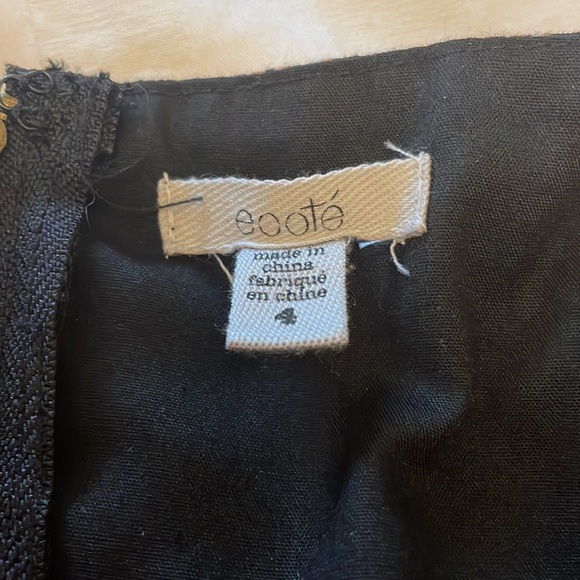 ecoté
made in
china
fabriqué
en chine
4